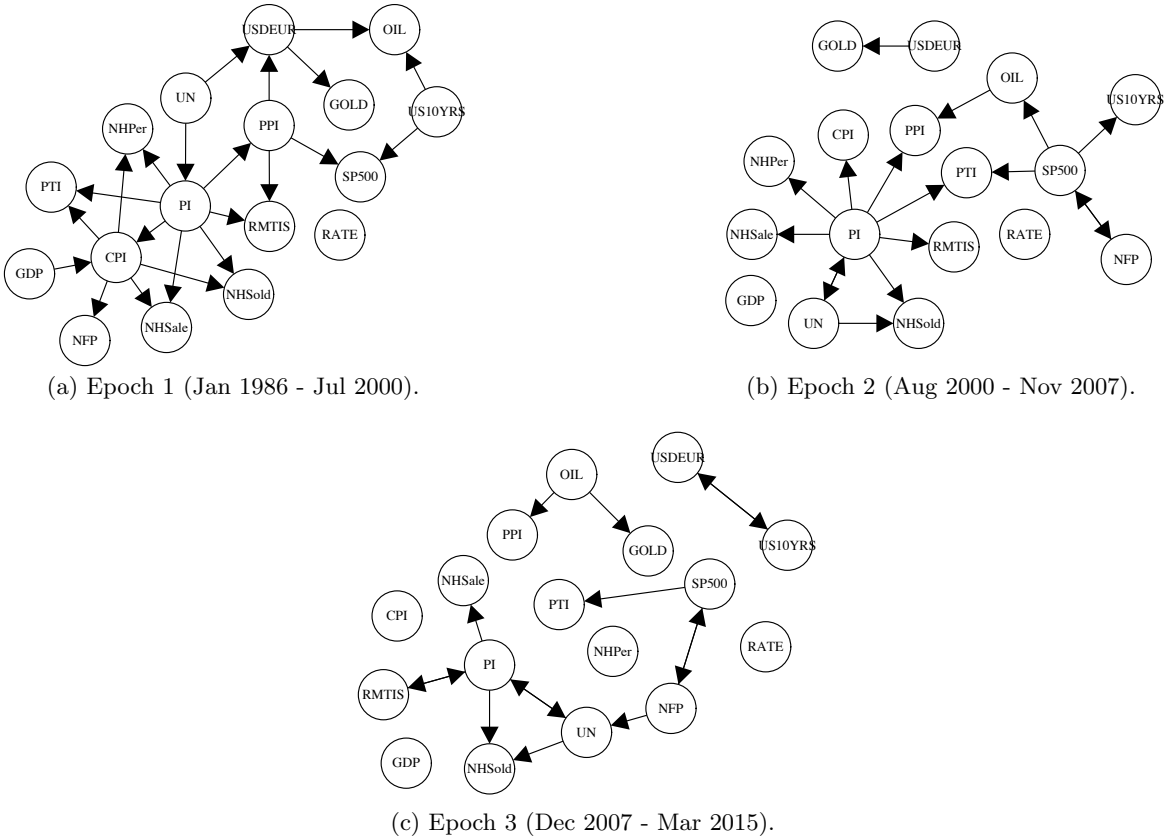 USDEUR
OIL
UN
GOLD
US10YR$
NHPer
PPI
SP500
PTI
PI
RMTIS
RATE
CPI
GDP
NHSold
NHSale
NFP
(a) Epoch 1 (Jan 1986 - Jul 2000).
GOLD
USDEUR
OIL
US10YR$
CPI
PPI
NHPer
PTI
SP500
NHSale
PI
RMTIS
RATE
NFP
GDP
UN
NHSold
(b) Epoch 2 (Aug 2000 - Nov 2007).
OIL
USDEUR
PPI
GOLD
US10YR$
NHSale
SP500
PTI
CPI
NHPer
RATE
PI
RMTIS
NFP
UN
GDP
NHSold
(c) Epoch 3 (Dec 2007 - Mar 2015).